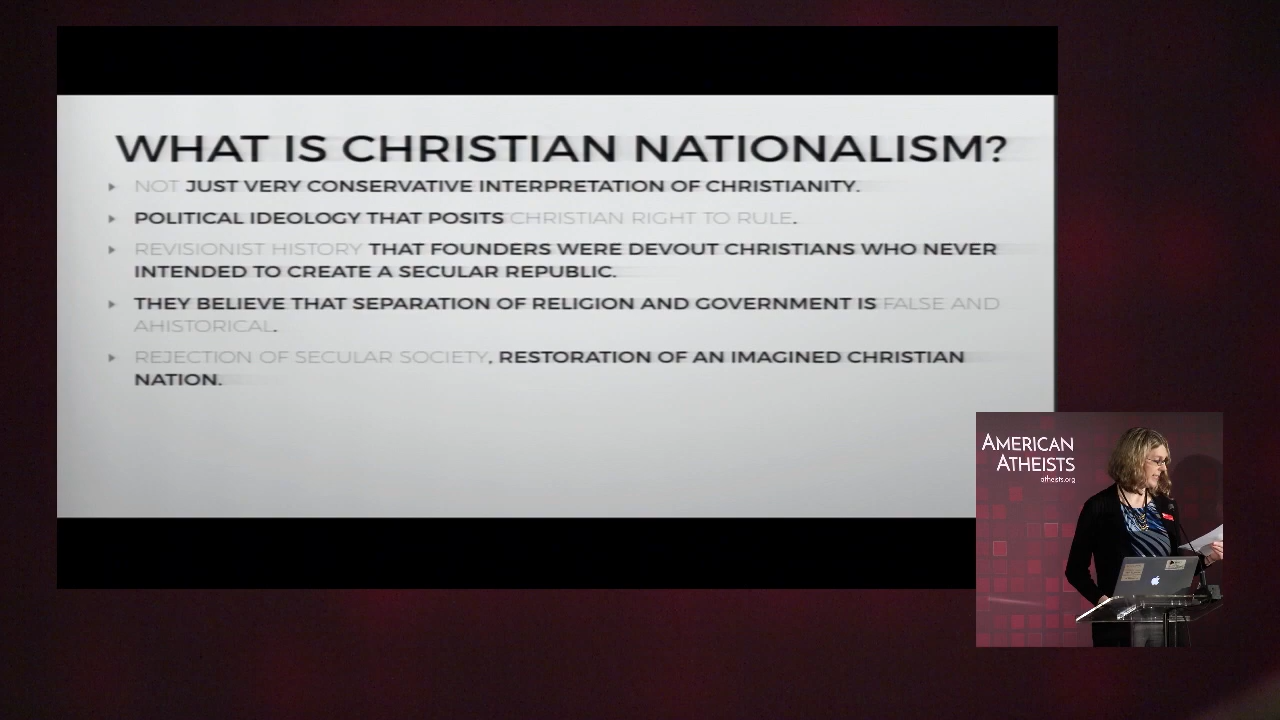 WHAT IS CHRISTIAN NATIONALISM?
NOT JUST VERY CONSERVATIVE INTERPRETATION OF CHRISTIANITY.
POLITICAL IDEOLOGY THAT POSITS CHRISTIAN RIGHT TO RULE.
REVISIONIST HISTORY THAT FOUNDERS WERE DEVOUT CHRISTIANS WHO NEVER
INTENDED TO CREATE A SECULAR REPUBLIC.
THEY BELIEVE THAT SEPARATION OF RELIGION AND GOVERNMENT IS FALSE AND
AHISTORICAL.
REJECTION OF SECULAR SOCIETY, RESTORATION OF AN IMAGINED CHRISTIAN
NATION.
AMERICAN
ATHEISTS
atheists.org